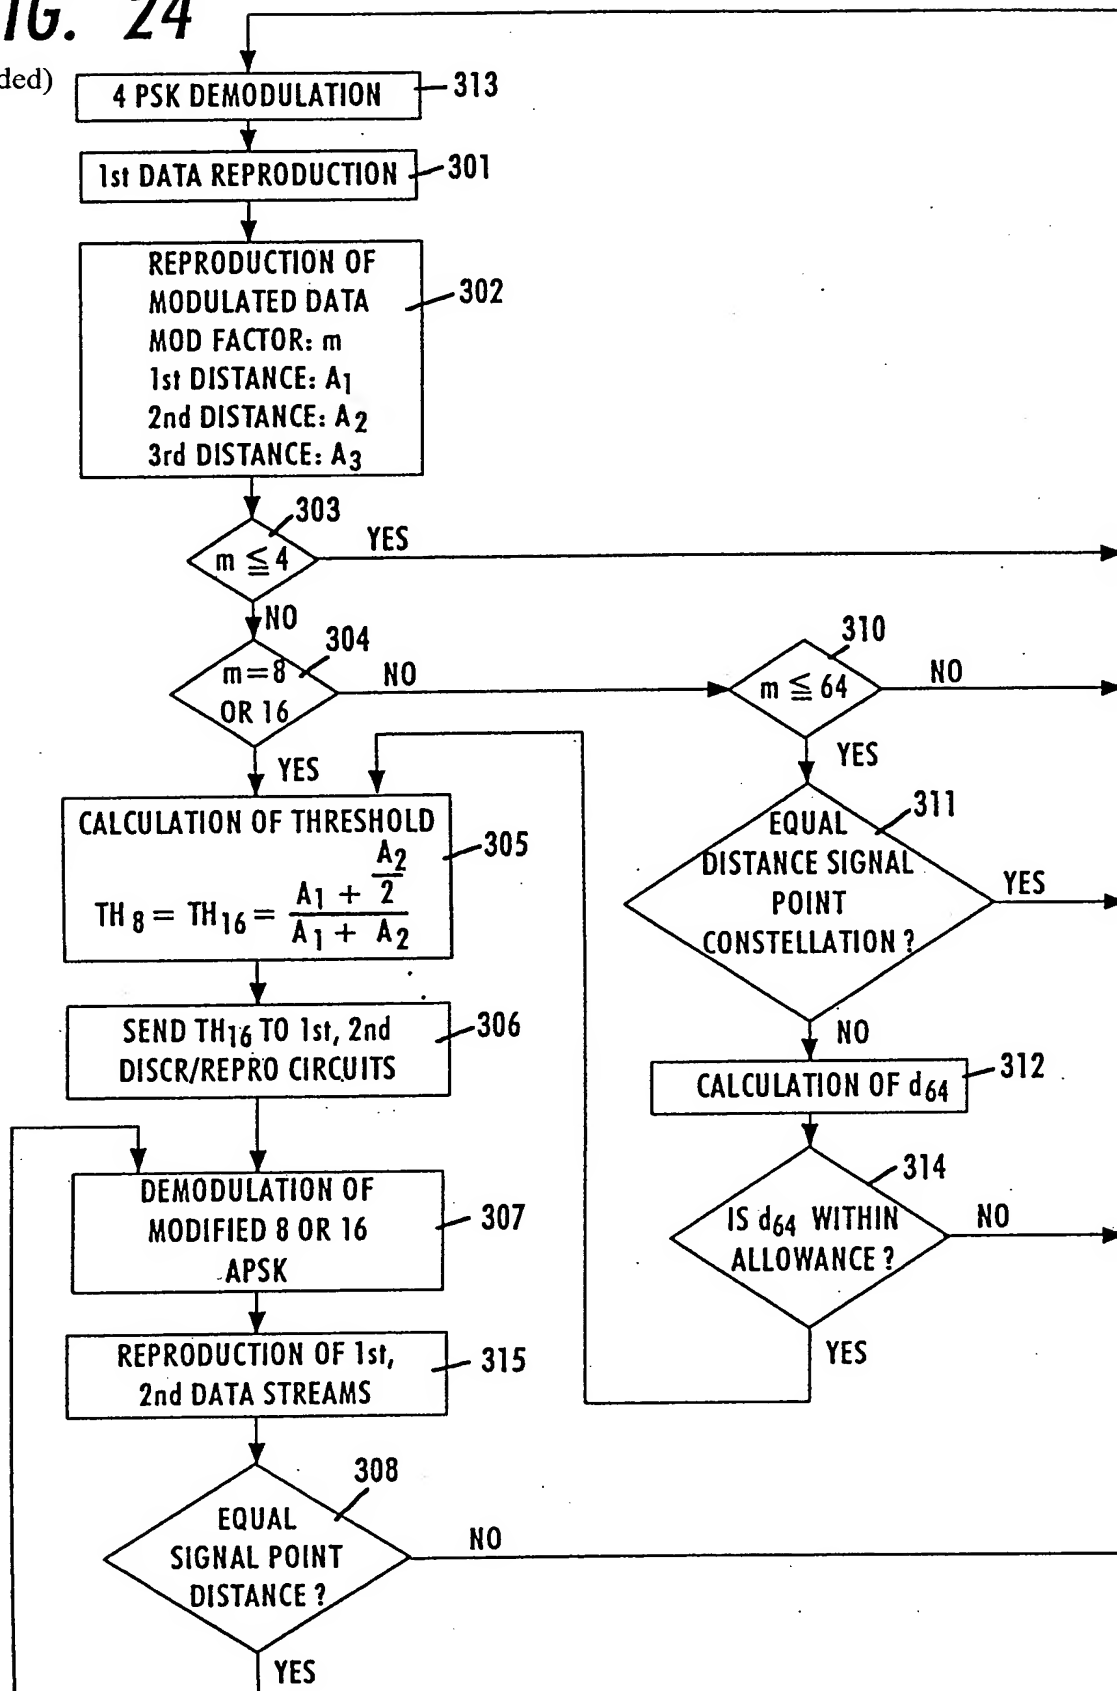 IG. 24
ded)
4 PSK DEMODULATION
313
1st DATA REPRODUCTION
301
REPRODUCTION OF
MODULATED DATA
MOD FACTOR: m
1st DISTANCE: A1
2nd DISTANCE: A2
3rd DISTANCE: A3
302
303
m ≦ 4
YES
NO
304
m=8
OR 16
NO
YES
310
m ≦ 64
NO
YES
CALCULATION OF THRESHOLD
TH8 = TH16 = (A1 + A2/2)/(A1 + A2)
305
311
EQUAL
DISTANCE SIGNAL
POINT
CONSTELLATION ?
YES
NO
SEND TH16 TO 1st, 2nd
DISCR/REPRO CIRCUITS
306
CALCULATION OF d64
312
DEMODULATION OF
MODIFIED 8 OR 16
APSK
307
314
IS d64 WITHIN
ALLOWANCE ?
NO
YES
REPRODUCTION OF 1st,
2nd DATA STREAMS
315
308
EQUAL
SIGNAL POINT
DISTANCE ?
NO
YES